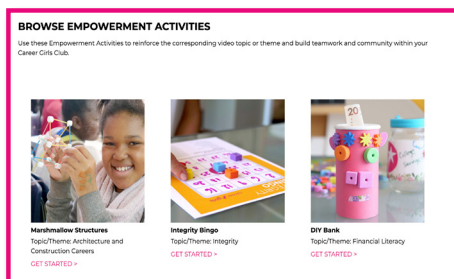 BROWSE EMPOWERMENT ACTIVITIES
Use these Empowerment Activities to reinforce the corresponding video topic or theme and build teamwork and community within your
Career Girls Club.
20
Marshmallow Structures
Topic/Theme: Architecture and
Construction Careers
GET STARTED >
Integrity Bingo
Topic/Theme: Integrity
GET STARTED >
DIY Bank
Topic/Theme: Financial Literacy
GET STARTED >